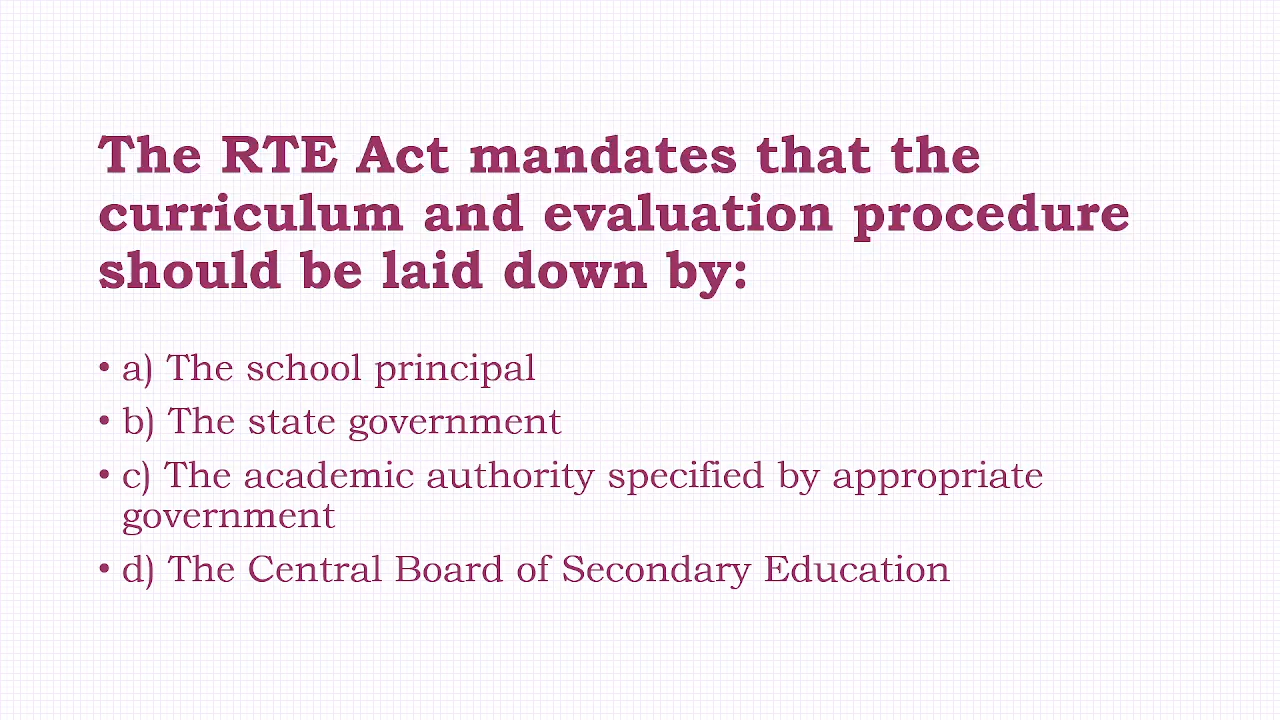 The RTE Act mandates that the
curriculum and evaluation procedure
should be laid down by:
• a) The school principal
• b) The state government
• c) The academic authority specified by appropriate
government
• d) The Central Board of Secondary Education